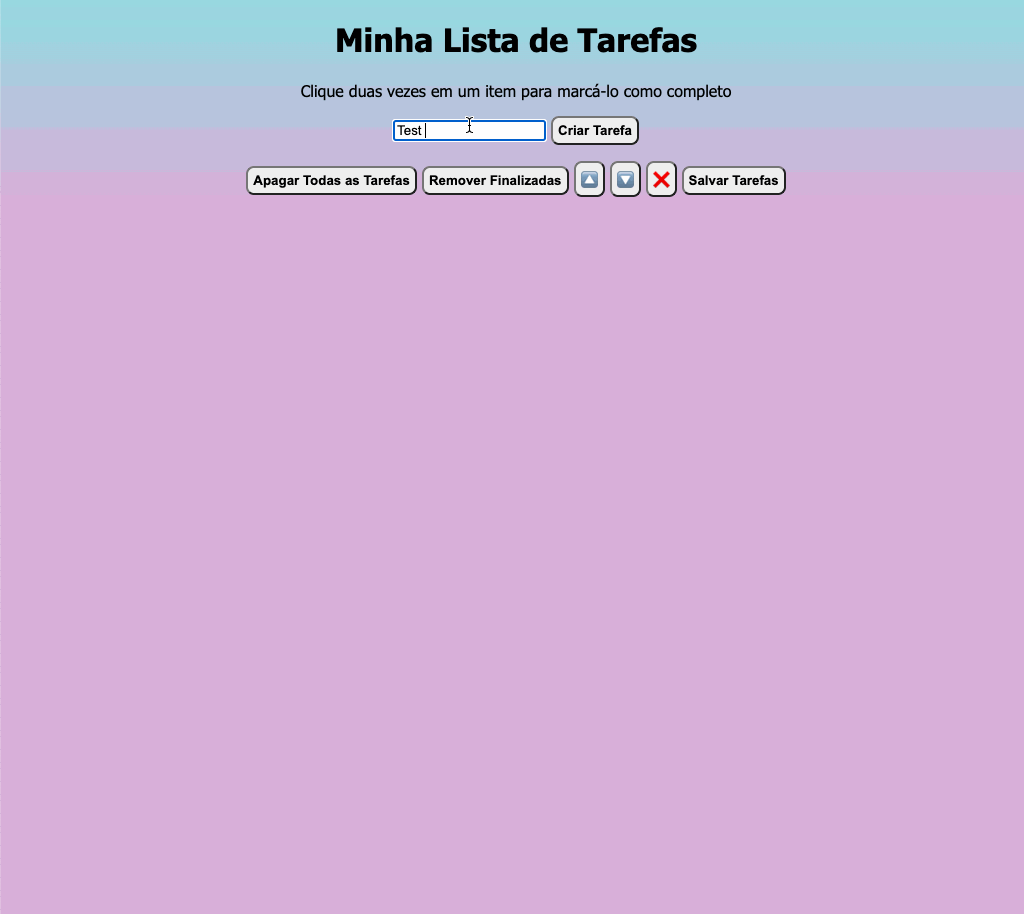 Minha Lista de Tarefas
Clique duas vezes em um item para marcá-lo como completo
Test
Criar Tarefa
Apagar Todas as Tarefas Remover Finalizadas 🔼 🔽 ❌ Salvar Tarefas